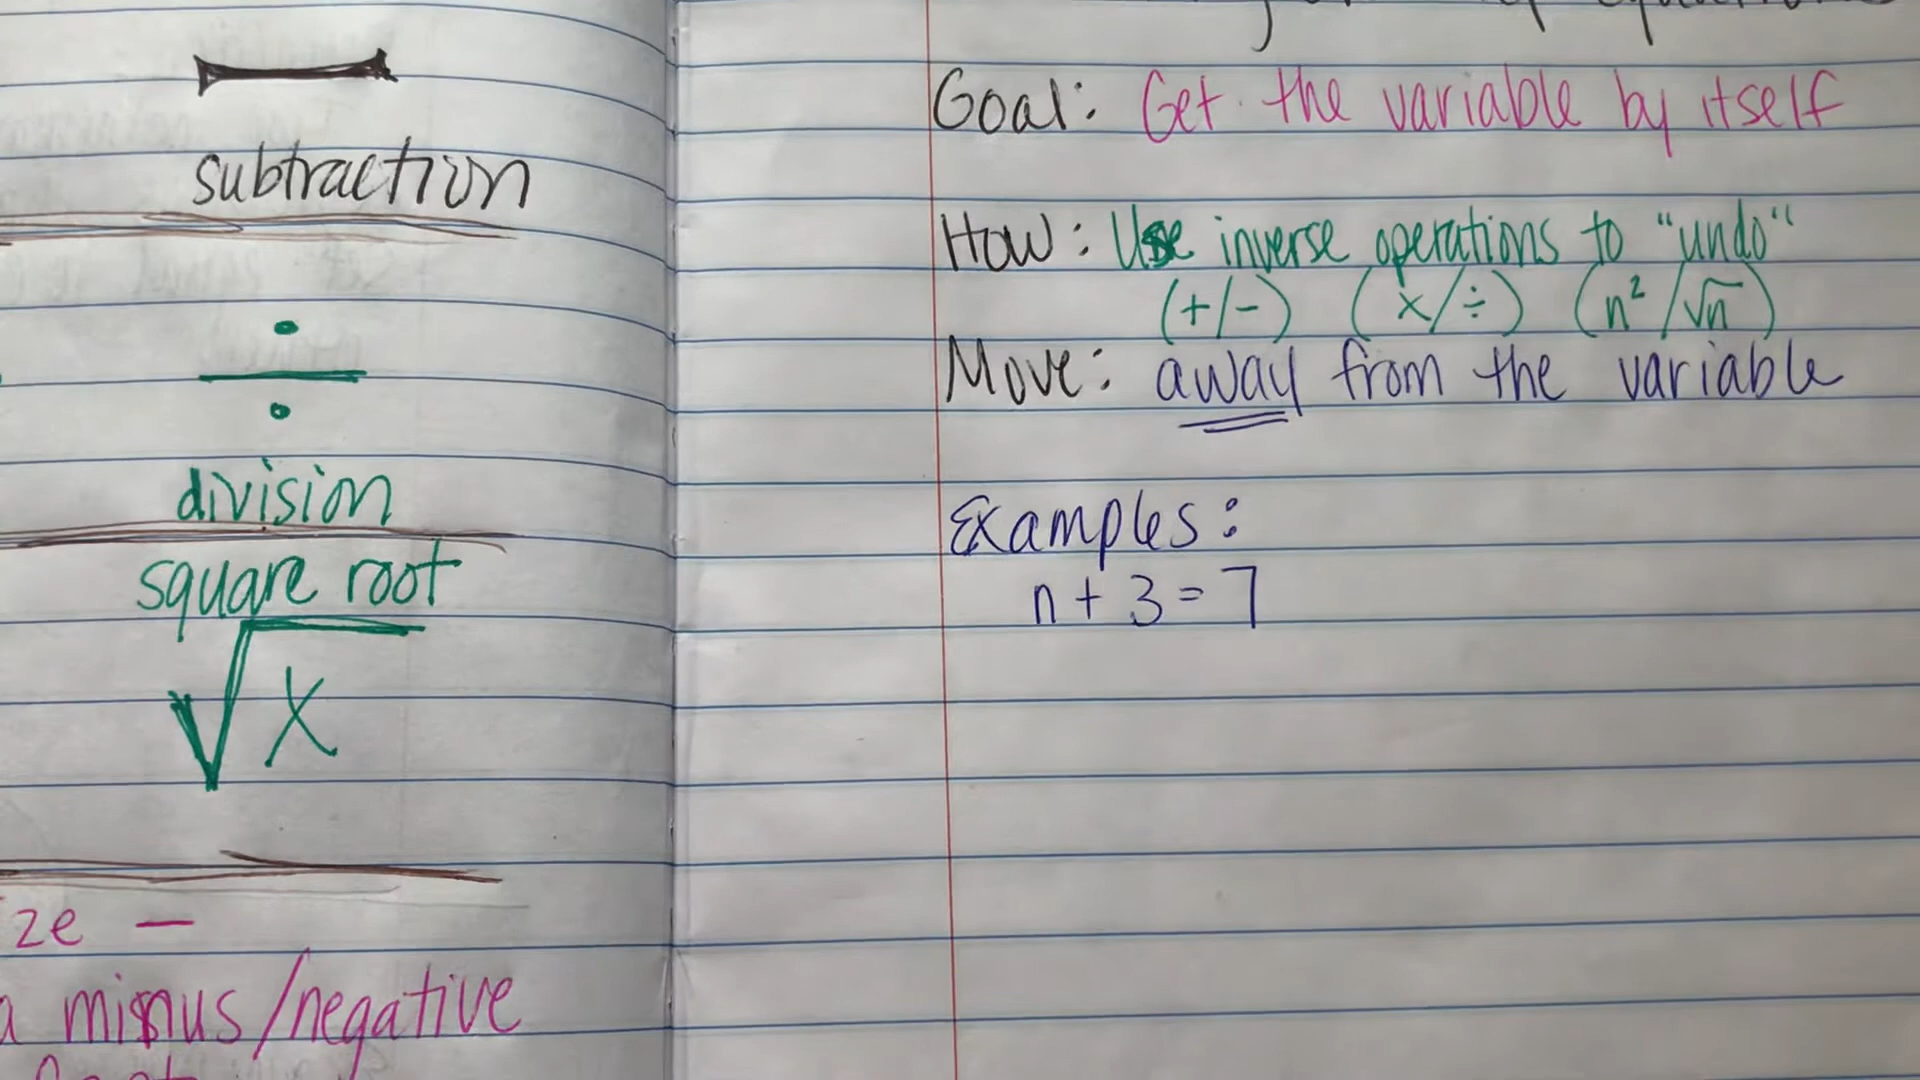 subtraction
÷
division
square root
√x
ze —
a minus/negative
Goal: Get the variable by itself
How: Use inverse operations to "undo"
(+/-) (x/÷) (n²/√n)
Move: away from the variable
Examples:
n + 3 = 7